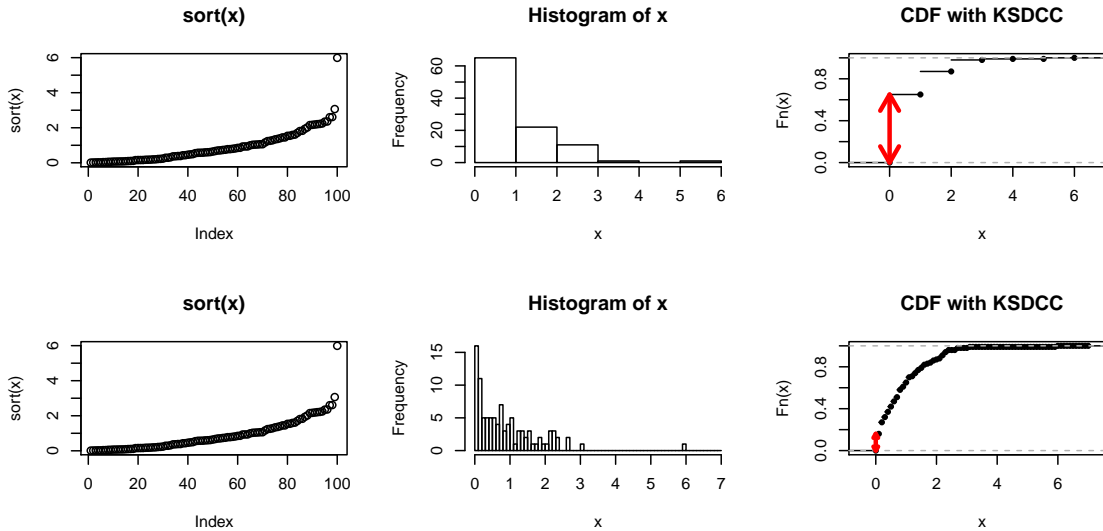 sort(x)
sort(x)
6
4
2
0
0 20 40 60 80 100
Index
Histogram of x
Frequency
60
40
20
0
0 1 2 3 4 5 6
x
CDF with KSDCC
Fn(x)
0.8
0.4
0.0
0 2 4 6
x
sort(x)
sort(x)
6
4
2
0
0 20 40 60 80 100
Index
Histogram of x
Frequency
15
10
5
0
0 1 2 3 4 5 6 7
x
CDF with KSDCC
Fn(x)
0.8
0.4
0.0
0 2 4 6
x